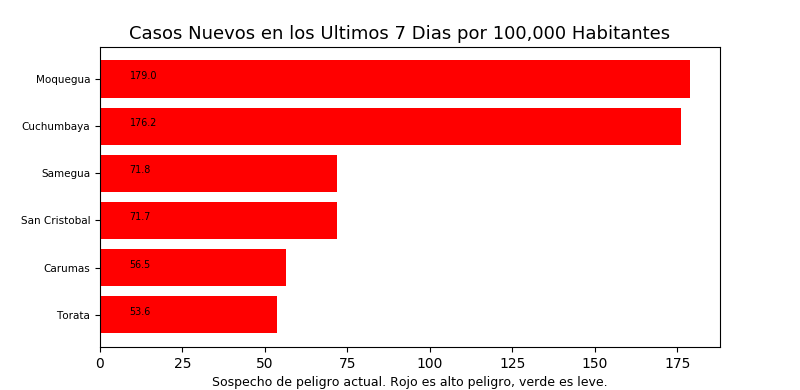 Casos Nuevos en los Ultimos 7 Dias por 100,000 Habitantes
Moquegua 179.0
Cuchumbaya 176.2
Samegua 71.8
San Cristobal 71.7
Carumas 56.5
Torata 53.6
0 25 50 75 100 125 150 175
Sospecho de peligro actual. Rojo es alto peligro, verde es leve.